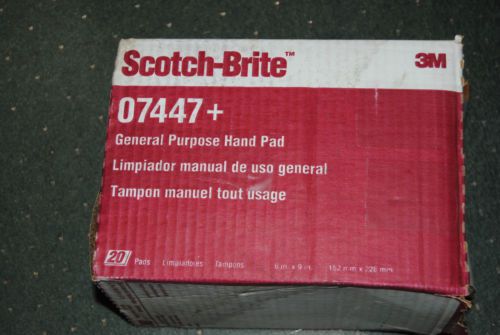 Scotch-Brite™ 3M
07447+
General Purpose Hand Pad
Limpiador manual de uso general
Tampon manuel tout usage
20 Pads Limpiadores Tampons 6 in. x 9 in. 152 mm x 228 mm